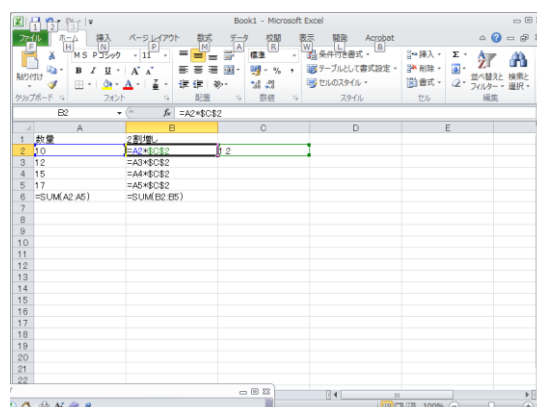 Book1 - Microsoft Excel
1 2
ファイル ホーム 挿入 ページレイアウト 数式 データ 校閲 表示 開発 Acrobat
F H N P M A R W L B
貼り付け MS Pゴシック 11 標準 条件付き書式 挿入 Σ
B I U A A % , テーブルとして書式設定 削除 並べ替えと フィルター 検索と 選択
A セルのスタイル 書式
クリップボード フォント 配置 数値 スタイル セル 編集
B2 fx =A2*$C$2
A B C D E
1 数量 2割増し
2 10 =A2*$C$2 1.2
3 12 =A3*$C$2
4 15 =A4*$C$2
5 17 =A5*$C$2
6 =SUM(A2:A5) =SUM(B2:B5)
7
8
9
10
11
12
13
14
15
16
17
18
19
20
21
22
100%